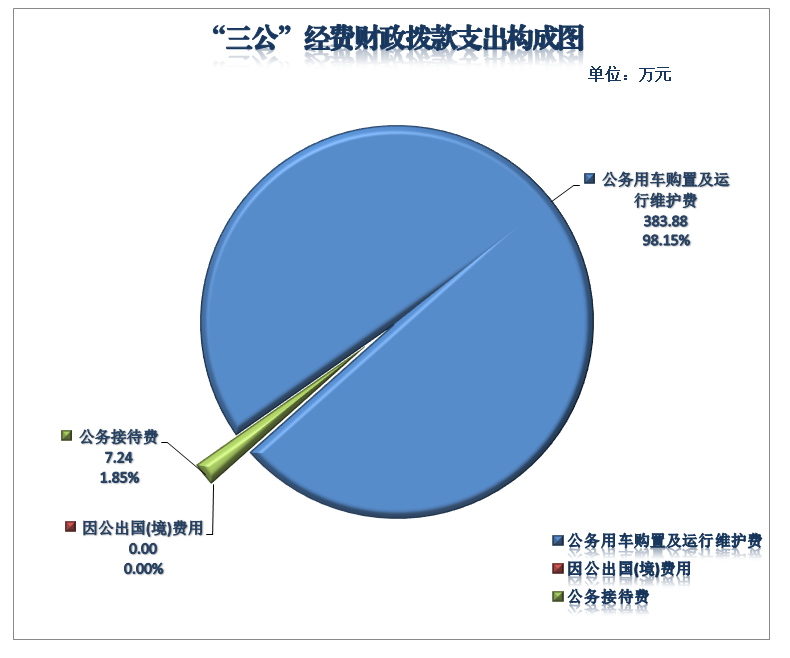 “三公”经费财政拨款支出构成图
单位：万元
公务用车购置及运
行维护费
383.88
98.15%
公务接待费
7.24
1.85%
因公出国(境)费用
0.00
0.00%
公务用车购置及运行维护费
因公出国(境)费用
公务接待费